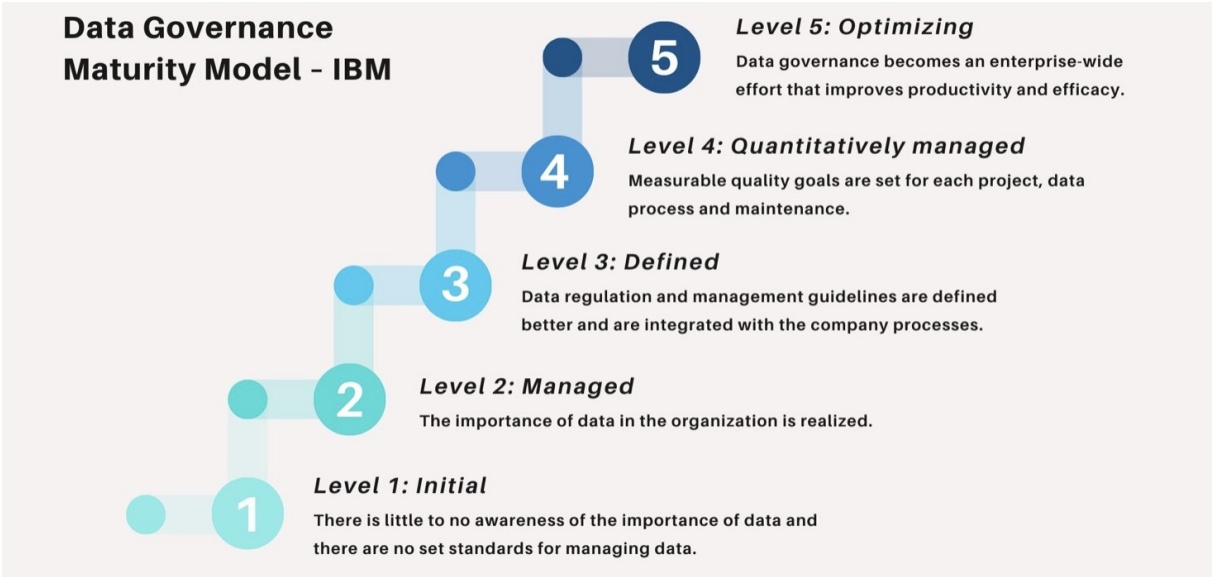 Data Governance
Maturity Model – IBM
5
Level 5: Optimizing
Data governance becomes an enterprise-wide
effort that improves productivity and efficacy.
4
Level 4: Quantitatively managed
Measurable quality goals are set for each project, data
process and maintenance.
3
Level 3: Defined
Data regulation and management guidelines are defined
better and are integrated with the company processes.
2
Level 2: Managed
The importance of data in the organization is realized.
1
Level 1: Initial
There is little to no awareness of the importance of data and
there are no set standards for managing data.